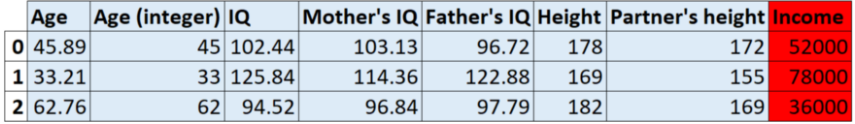 Age Age (integer) IQ Mother's IQ Father's IQ Height Partner's height Income
0 45.89 45 102.44 103.13 96.72 178 172 52000
1 33.21 33 125.84 114.36 122.88 169 155 78000
2 62.76 62 94.52 96.84 97.79 182 169 36000